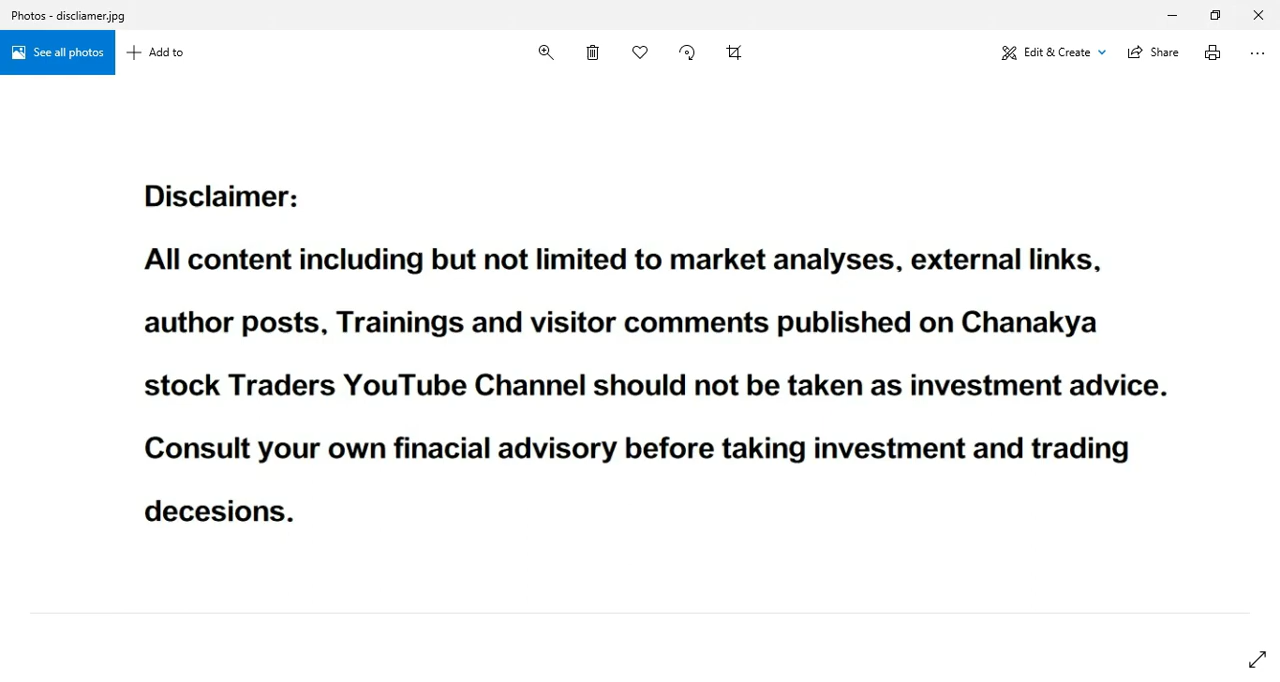 Photos - discliamer.jpg
See all photos
Add to
Edit & Create
Share
Disclaimer:
All content including but not limited to market analyses, external links,
author posts, Trainings and visitor comments published on Chanakya
stock Traders YouTube Channel should not be taken as investment advice.
Consult your own finacial advisory before taking investment and trading
decesions.